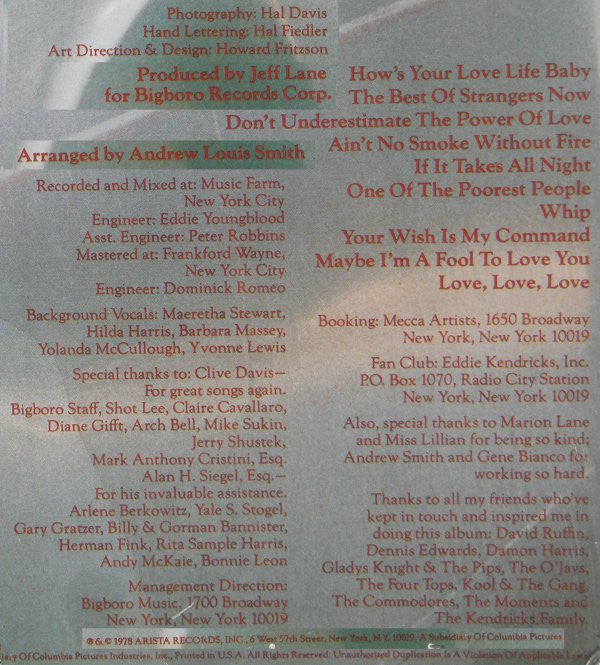 Photography: Hal Davis
Hand Lettering: Hal Fiedler
Art Direction & Design: Howard Fritzson
Produced by Jeff Lane
for Bigboro Records Corp.
Arranged by Andrew Louis Smith
Recorded and Mixed at: Music Farm,
New York City
Engineer: Eddie Youngblood
Asst. Engineer: Peter Robbins
Mastered at: Frankford Wayne,
New York City
Engineer: Dominick Romeo
Background Vocals: Maeretha Stewart,
Hilda Harris, Barbara Massey,
Yolanda McCullough, Yvonne Lewis
Special thanks to: Clive Davis—
For great songs again.
Bigboro Staff, Shot Lee, Claire Cavallaro,
Diane Gifft, Arch Bell, Mike Sukin,
Jerry Shustek,
Mark Anthony Cristini, Esq.
Alan H. Siegel, Esq.—
For his invaluable assistance.
Arlene Berkowitz, Yale S. Stogel,
Gary Gratzer, Billy & Gorman Bannister,
Herman Fink, Rita Sample Harris,
Andy McKaie, Bonnie Leon
Management Direction:
Bigboro Music, 1700 Broadway
New York, New York 10019
How's Your Love Life Baby
The Best Of Strangers Now
Don't Underestimate The Power Of Love
Ain't No Smoke Without Fire
If It Takes All Night
One Of The Poorest People
Whip
Your Wish Is My Command
Maybe I'm A Fool To Love You
Love, Love, Love
Booking: Mecca Artists, 1650 Broadway
New York, New York 10019
Fan Club: Eddie Kendricks, Inc.
P.O. Box 1070, Radio City Station
New York, New York 10019
Also, special thanks to Marion Lane
and Miss Lillian for being so kind;
Andrew Smith and Gene Bianco for
working so hard.
Thanks to all my friends who've
kept in touch and inspired me in
doing this album: David Ruffin,
Dennis Edwards, Damon Harris,
Gladys Knight & The Pips, The O'Jays,
The Four Tops, Kool & The Gang,
The Commodores, The Moments and
The Kendricks Family.
℗ & © 1978 ARISTA RECORDS, INC., 6 West 57th Street, New York, N.Y. 10019. A Subsidiary Of Columbia Pictures
Of Columbia Pictures Industries, Inc., Printed in U.S.A. All Rights Reserved. Unauthorized Duplication is A Violation Of Applicable